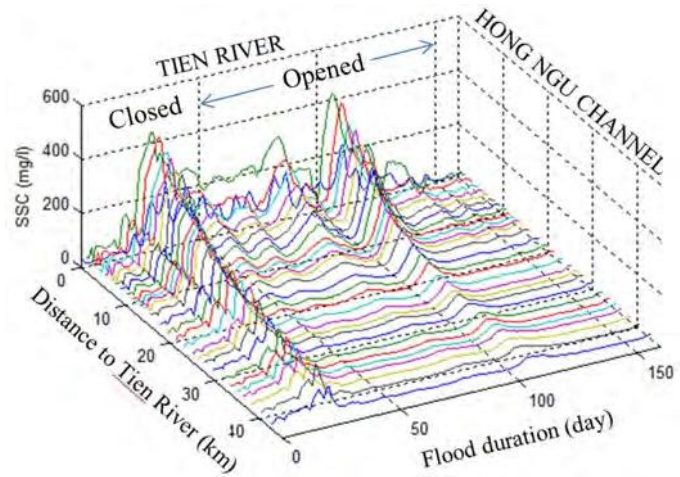 TIEN RIVER
HONG NGU CHANNEL
Closed
Opened
600
400
200
0
SSC (mg/l)
0
10
20
30
40
Distance to Tien River (km)
0
50
100
150
Flood duration (day)